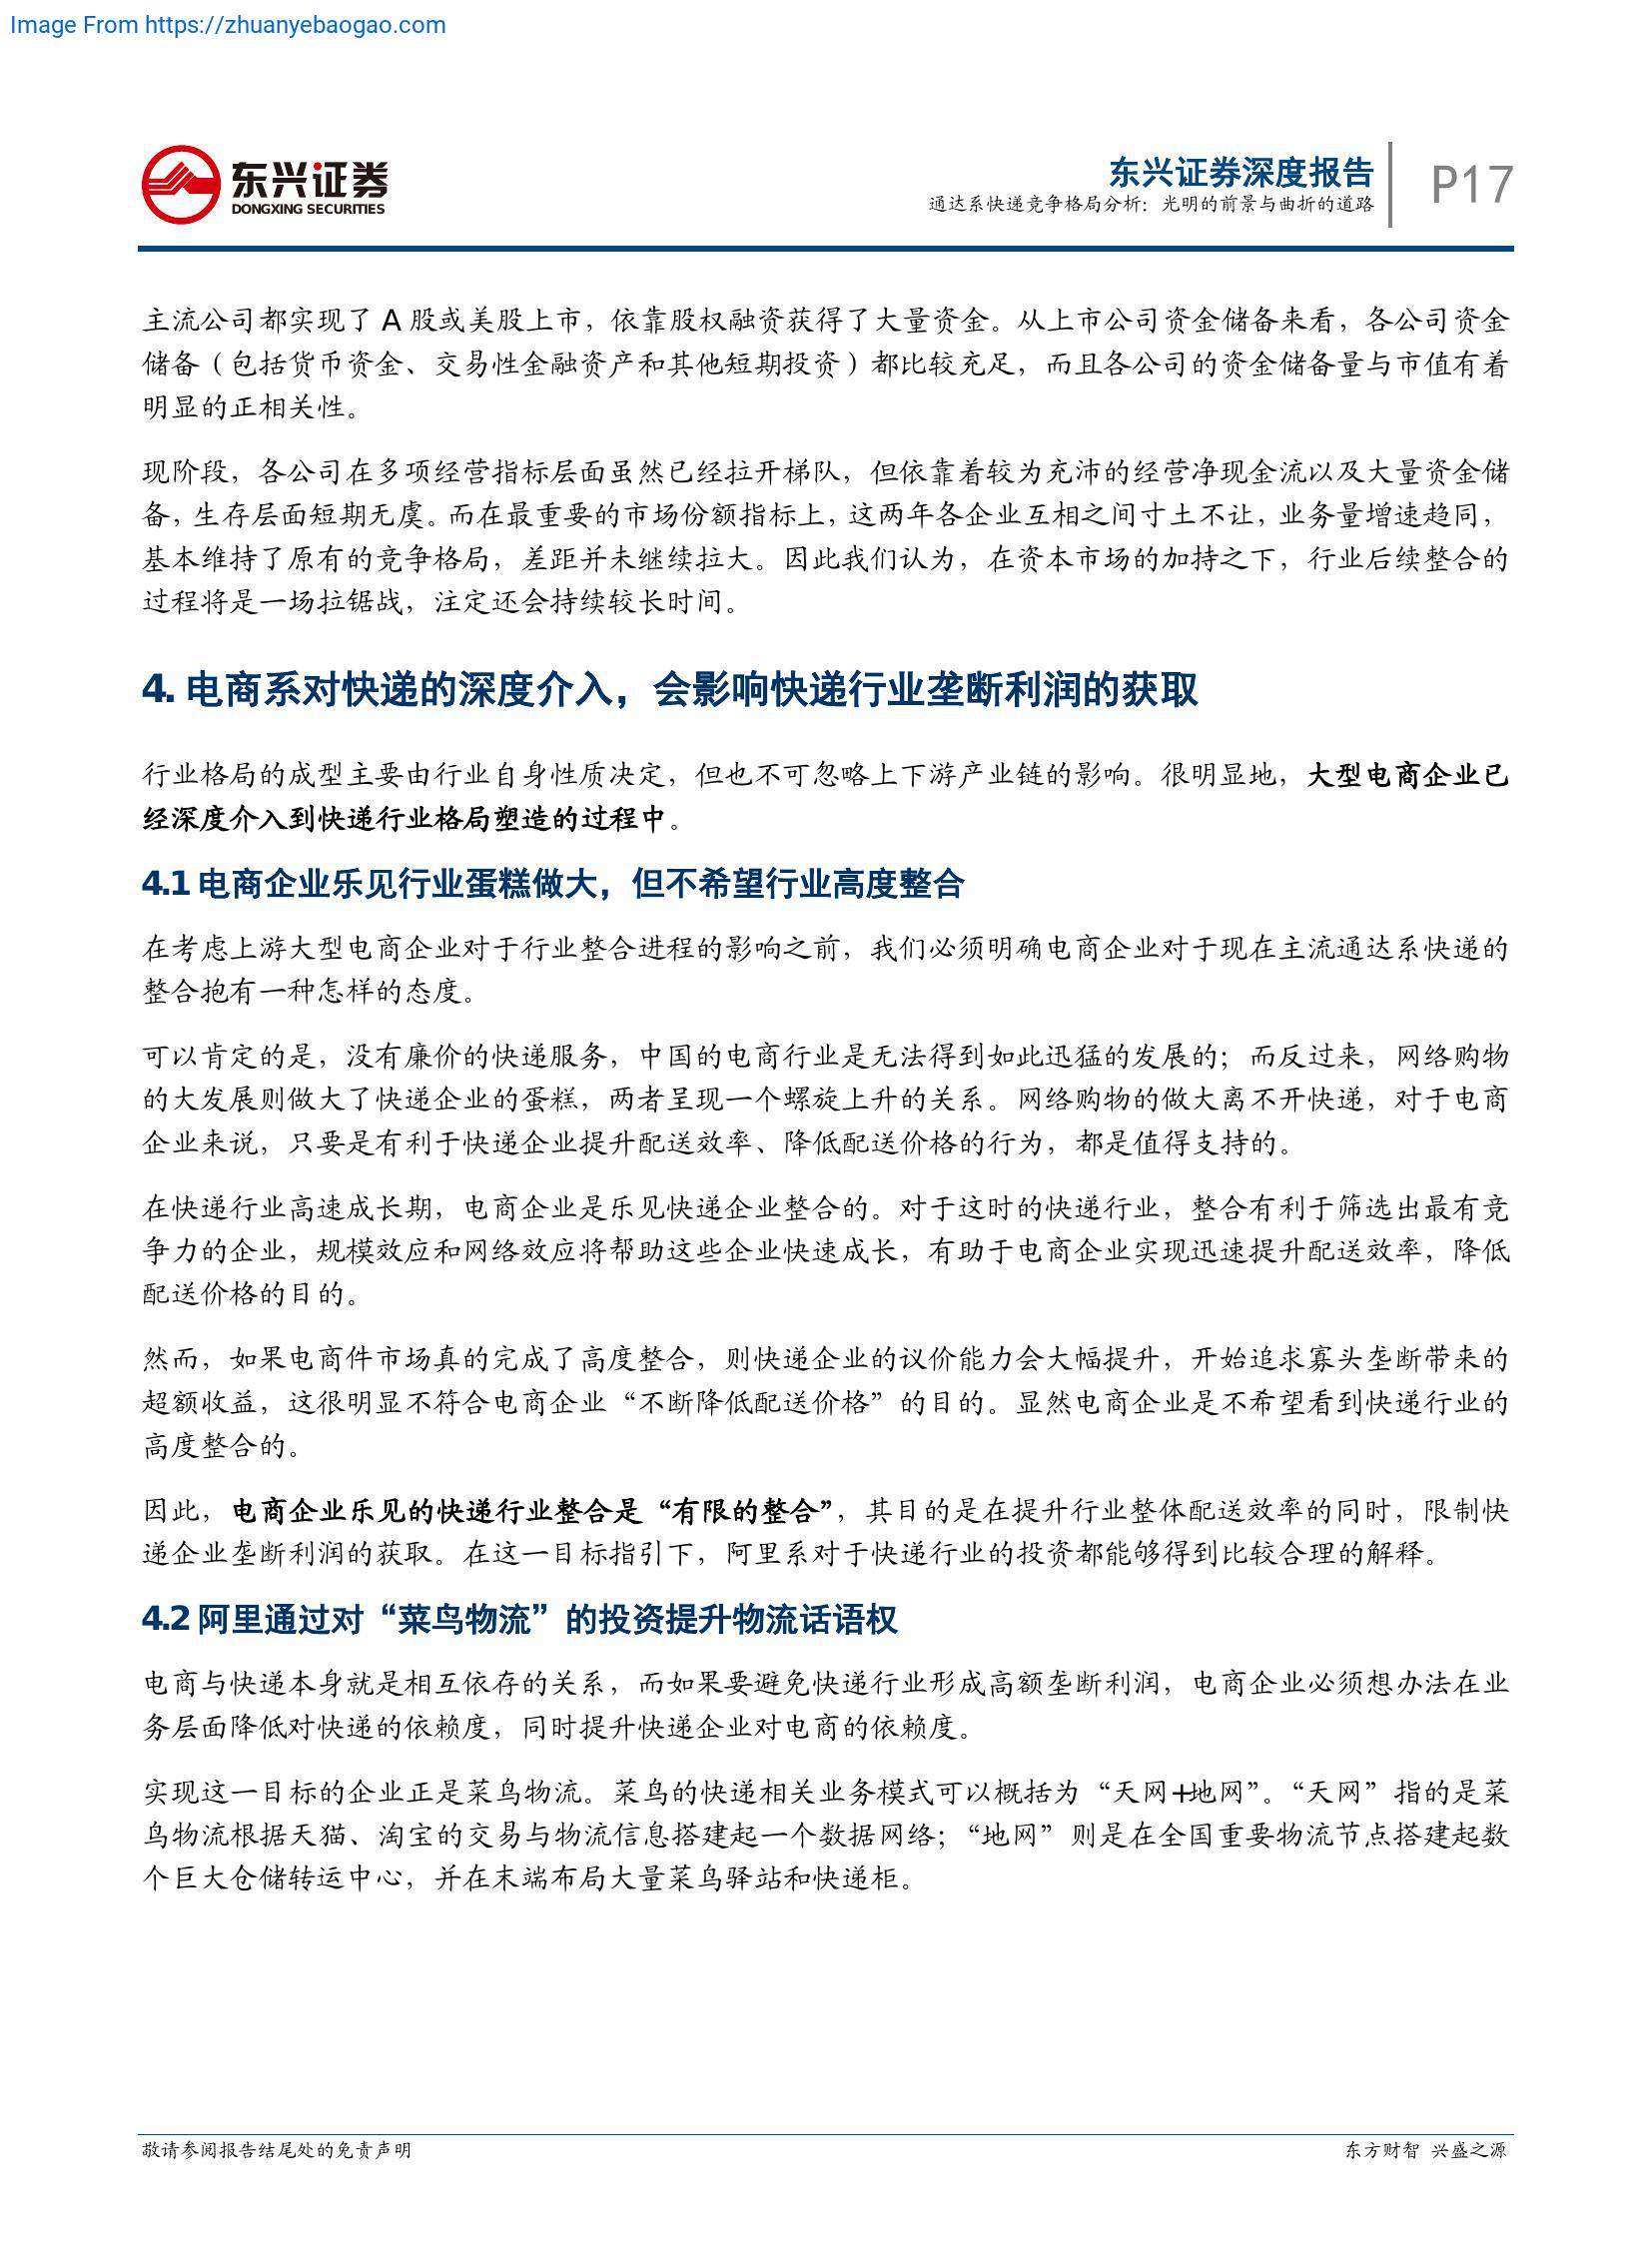 Image From https://zhuanyebaogao.com
东兴证券
DONGXING SECURITIES
东兴证券深度报告
通达系快递竞争格局分析：光明的前景与曲折的道路
P17
主流公司都实现了 A 股或美股上市，依靠股权融资获得了大量资金。从上市公司资金储备来看，各公司资金
储备（包括货币资金、交易性金融资产和其他短期投资）都比较充足，而且各公司的资金储备量与市值有着
明显的正相关性。
现阶段，各公司在多项经营指标层面虽然已经拉开梯队，但依靠着较为充沛的经营净现金流以及大量资金储
备，生存层面短期无虞。而在最重要的市场份额指标上，这两年各企业互相之间寸土不让，业务量增速趋同，
基本维持了原有的竞争格局，差距并未继续拉大。因此我们认为，在资本市场的加持之下，行业后续整合的
过程将是一场拉锯战，注定还会持续较长时间。
4. 电商系对快递的深度介入，会影响快递行业垄断利润的获取
行业格局的成型主要由行业自身性质决定，但也不可忽略上下游产业链的影响。很明显地，大型电商企业已
经深度介入到快递行业格局塑造的过程中。
4.1 电商企业乐见行业蛋糕做大，但不希望行业高度整合
在考虑上游大型电商企业对于行业整合进程的影响之前，我们必须明确电商企业对于现在主流通达系快递的
整合抱有一种怎样的态度。
可以肯定的是，没有廉价的快递服务，中国的电商行业是无法得到如此迅猛的发展的；而反过来，网络购物
的大发展则做大了快递企业的蛋糕，两者呈现一个螺旋上升的关系。网络购物的做大离不开快递，对于电商
企业来说，只要是有利于快递企业提升配送效率、降低配送价格的行为，都是值得支持的。
在快递行业高速成长期，电商企业是乐见快递企业整合的。对于这时的快递行业，整合有利于筛选出最有竞
争力的企业，规模效应和网络效应将帮助这些企业快速成长，有助于电商企业实现迅速提升配送效率，降低
配送价格的目的。
然而，如果电商件市场真的完成了高度整合，则快递企业的议价能力会大幅提升，开始追求寡头垄断带来的
超额收益，这很明显不符合电商企业“不断降低配送价格”的目的。显然电商企业是不希望看到快递行业的
高度整合的。
因此，电商企业乐见的快递行业整合是“有限的整合”，其目的是在提升行业整体配送效率的同时，限制快
递企业垄断利润的获取。在这一目标指引下，阿里系对于快递行业的投资都能够得到比较合理的解释。
4.2 阿里通过对“菜鸟物流”的投资提升物流话语权
电商与快递本身就是相互依存的关系，而如果要避免快递行业形成高额垄断利润，电商企业必须想办法在业
务层面降低对快递的依赖度，同时提升快递企业对电商的依赖度。
实现这一目标的企业正是菜鸟物流。菜鸟的快递相关业务模式可以概括为“天网+地网”。“天网”指的是菜
鸟物流根据天猫、淘宝的交易与物流信息搭建起一个数据网络；“地网”则是在全国重要物流节点搭建起数
个巨大仓储转运中心，并在末端布局大量菜鸟驿站和快递柜。
敬请参阅报告结尾处的免责声明
东方财智 兴盛之源